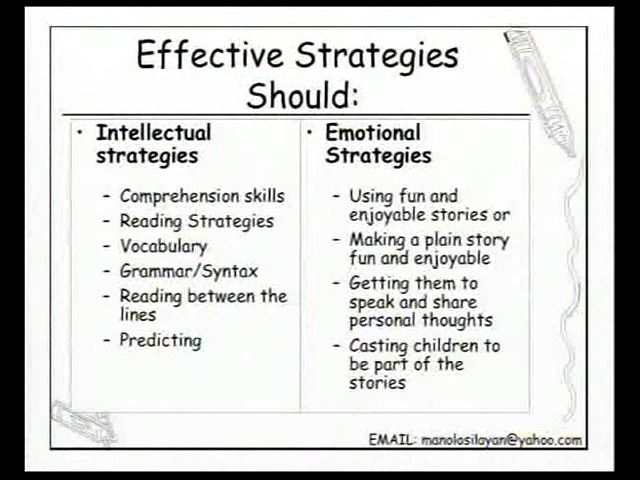 Effective Strategies
Should:
• Intellectual
strategies
– Comprehension skills
– Reading Strategies
– Vocabulary
– Grammar/Syntax
– Reading between the
lines
– Predicting
• Emotional
Strategies
– Using fun and
enjoyable stories or
– Making a plain story
fun and enjoyable
– Getting them to
speak and share
personal thoughts
– Casting children to
be part of the
stories
EMAIL: manolosilayan@yahoo.com